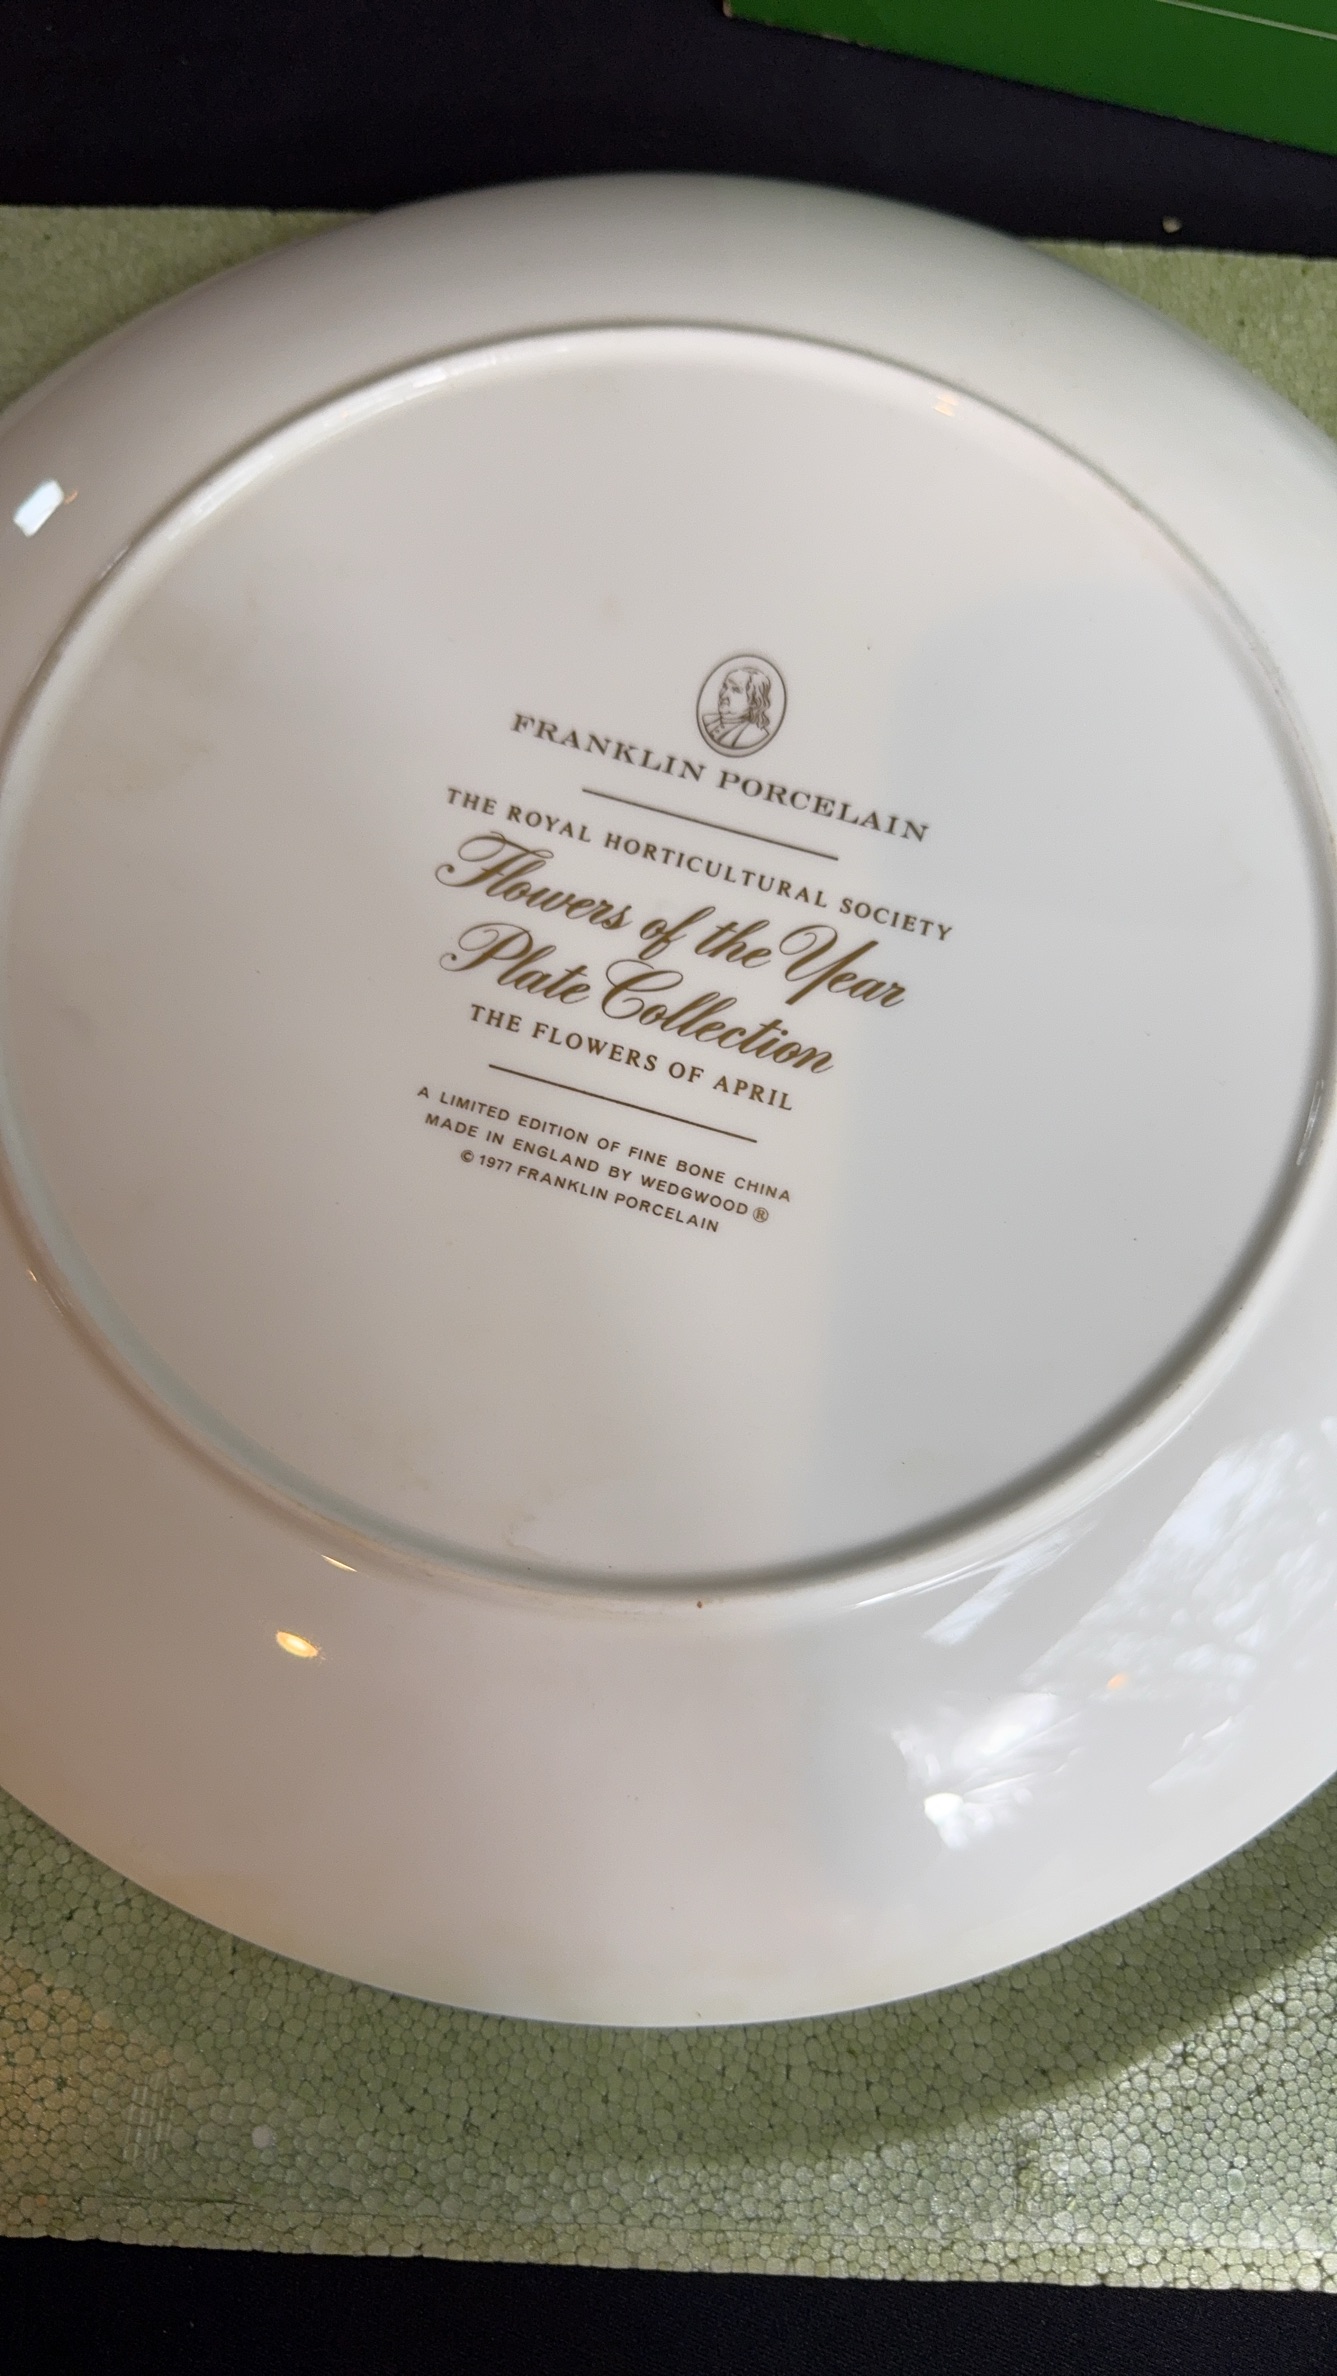 FRANKLIN PORCELAIN
THE ROYAL HORTICULTURAL SOCIETY
Flowers of the Year
Plate Collection
THE FLOWERS OF APRIL
A LIMITED EDITION OF FINE BONE CHINA
MADE IN ENGLAND BY WEDGWOOD ®
© 1977 FRANKLIN PORCELAIN